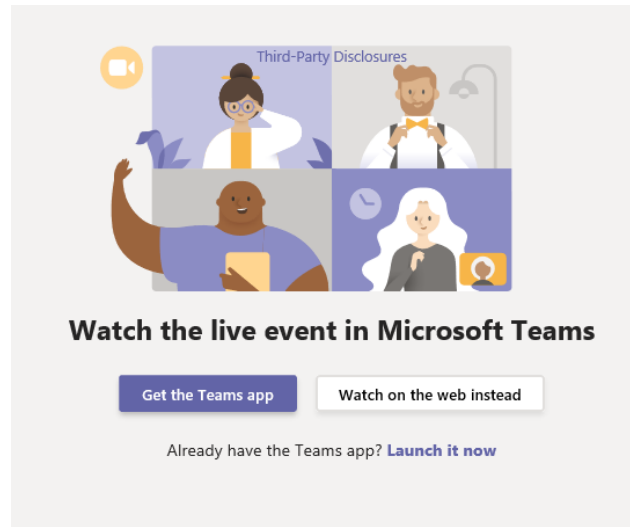 Third-Party Disclosures
Watch the live event in Microsoft Teams
Get the Teams app
Watch on the web instead
Already have the Teams app? Launch it now